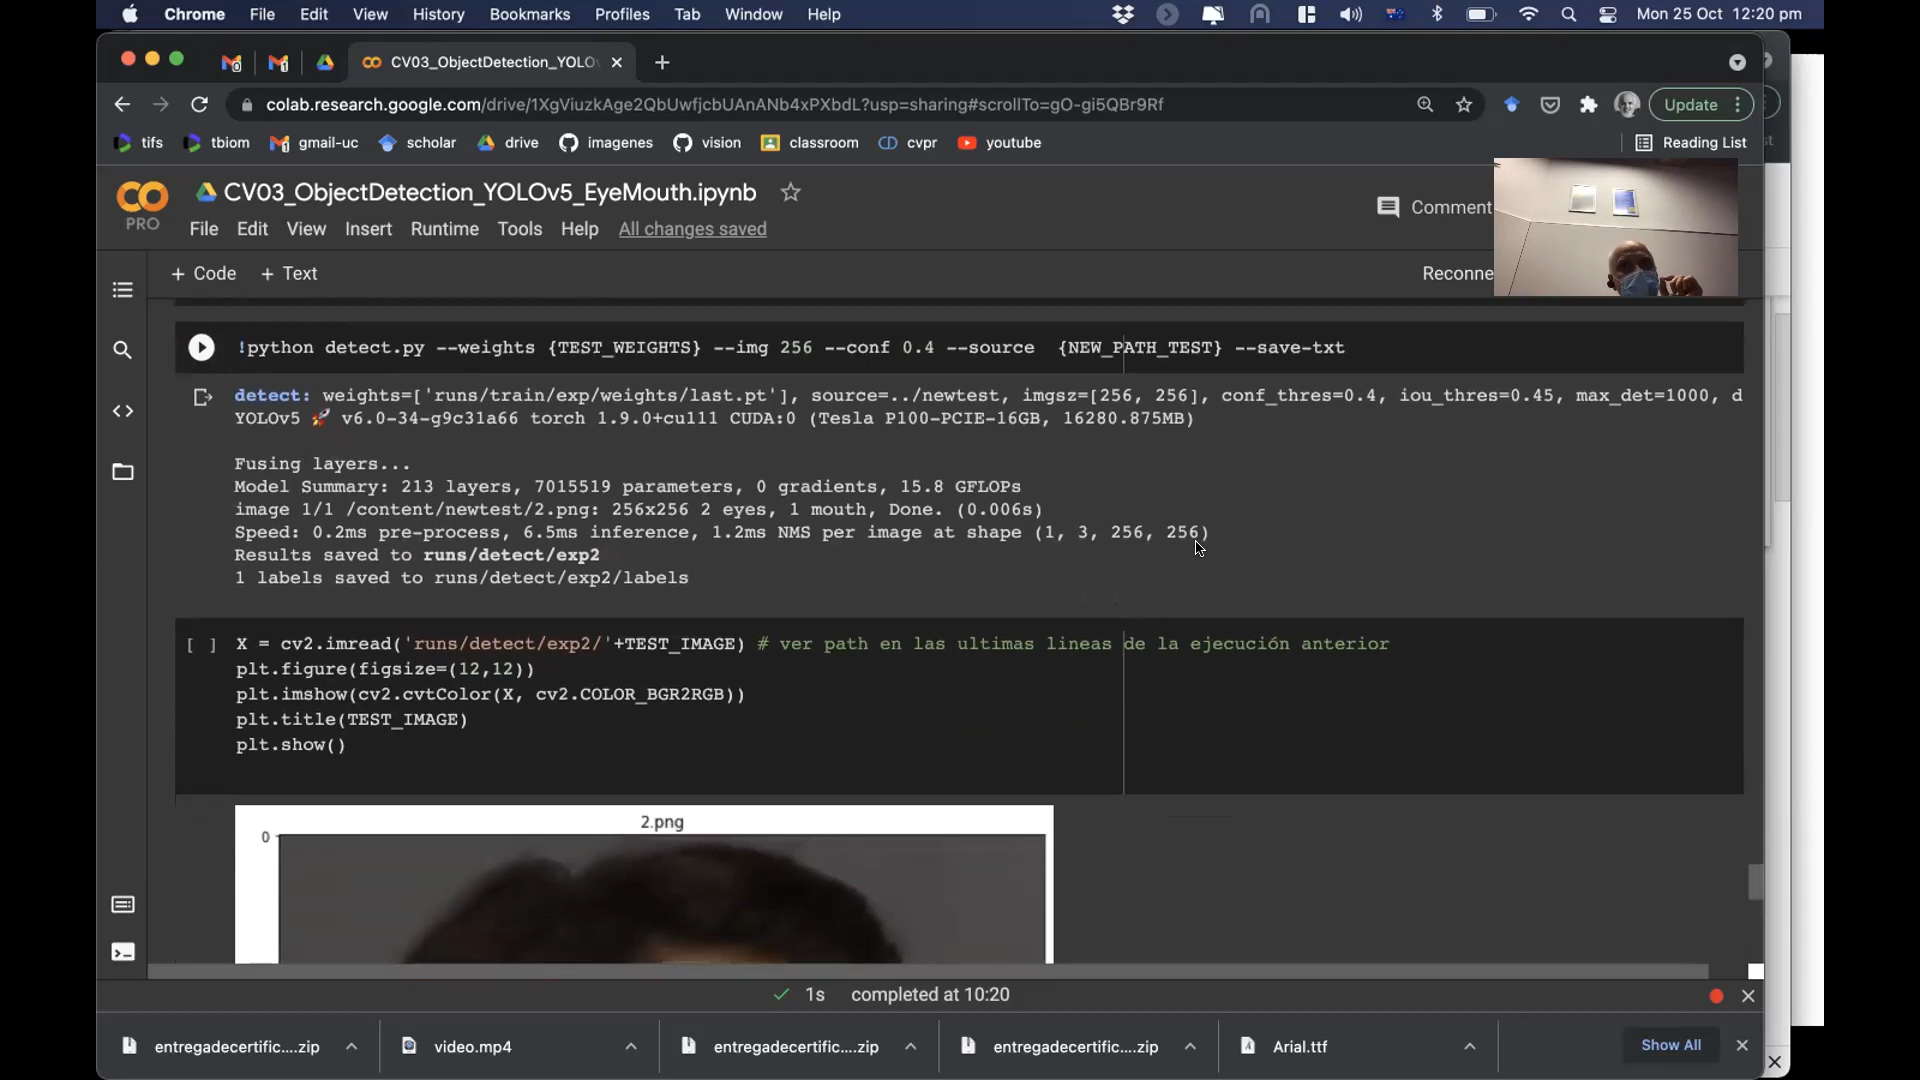 Chrome File Edit View History Bookmarks Profiles Tab Window Help Mon 25 Oct 12:20 pm
CV03_ObjectDetection_YOLO
colab.research.google.com/drive/1XgViuzkAge2QbUwfjcbUAnANb4xPXbdL?usp=sharing#scrollTo=gO-gi5QBr9Rf Update
tifs tbiom gmail-uc scholar drive imagenes vision classroom cvpr youtube Reading List
CV03_ObjectDetection_YOLOv5_EyeMouth.ipynb
PRO
Comment
File Edit View Insert Runtime Tools Help All changes saved
+ Code + Text Reconne
!python detect.py --weights {TEST_WEIGHTS} --img 256 --conf 0.4 --source {NEW_PATH_TEST} --save-txt
detect: weights=['runs/train/exp/weights/last.pt'], source=../newtest, imgsz=[256, 256], conf_thres=0.4, iou_thres=0.45, max_det=1000, d
YOLOv5 🚀 v6.0-34-g9c31a66 torch 1.9.0+cu111 CUDA:0 (Tesla P100-PCIE-16GB, 16280.875MB)
Fusing layers...
Model Summary: 213 layers, 7015519 parameters, 0 gradients, 15.8 GFLOPs
image 1/1 /content/newtest/2.png: 256x256 2 eyes, 1 mouth, Done. (0.006s)
Speed: 0.2ms pre-process, 6.5ms inference, 1.2ms NMS per image at shape (1, 3, 256, 256)
Results saved to runs/detect/exp2
1 labels saved to runs/detect/exp2/labels
[ ] X = cv2.imread('runs/detect/exp2/'+TEST_IMAGE) # ver path en las ultimas lineas de la ejecución anterior
plt.figure(figsize=(12,12))
plt.imshow(cv2.cvtColor(X, cv2.COLOR_BGR2RGB))
plt.title(TEST_IMAGE)
plt.show()
2.png
0
1s completed at 10:20
entregadecertific....zip video.mp4 entregadecertific....zip entregadecertific....zip Arial.ttf Show All